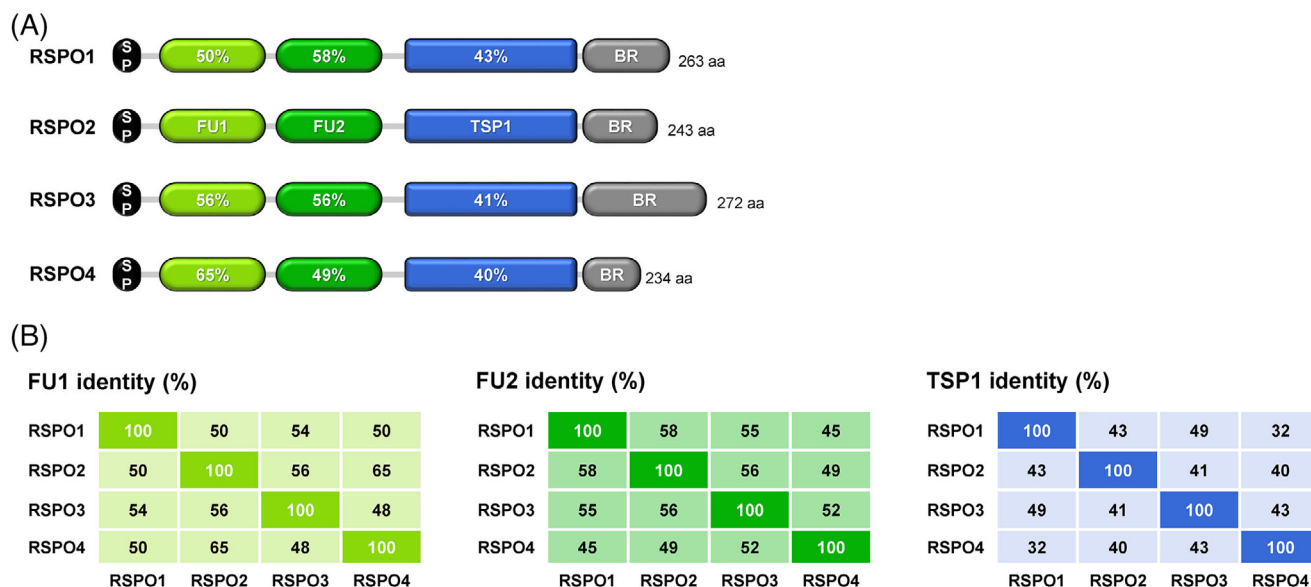 (A)
RSPO1 SP 50% 58% 43% BR 263 aa
RSPO2 SP FU1 FU2 TSP1 BR 243 aa
RSPO3 SP 56% 56% 41% BR 272 aa
RSPO4 SP 65% 49% 40% BR 234 aa
(B)
FU1 identity (%)
RSPO1 100 50 54 50
RSPO2 50 100 56 65
RSPO3 54 56 100 48
RSPO4 50 65 48 100
RSPO1 RSPO2 RSPO3 RSPO4
FU2 identity (%)
RSPO1 100 58 55 45
RSPO2 58 100 56 49
RSPO3 55 56 100 52
RSPO4 45 49 52 100
RSPO1 RSPO2 RSPO3 RSPO4
TSP1 identity (%)
RSPO1 100 43 49 32
RSPO2 43 100 41 40
RSPO3 49 41 100 43
RSPO4 32 40 43 100
RSPO1 RSPO2 RSPO3 RSPO4